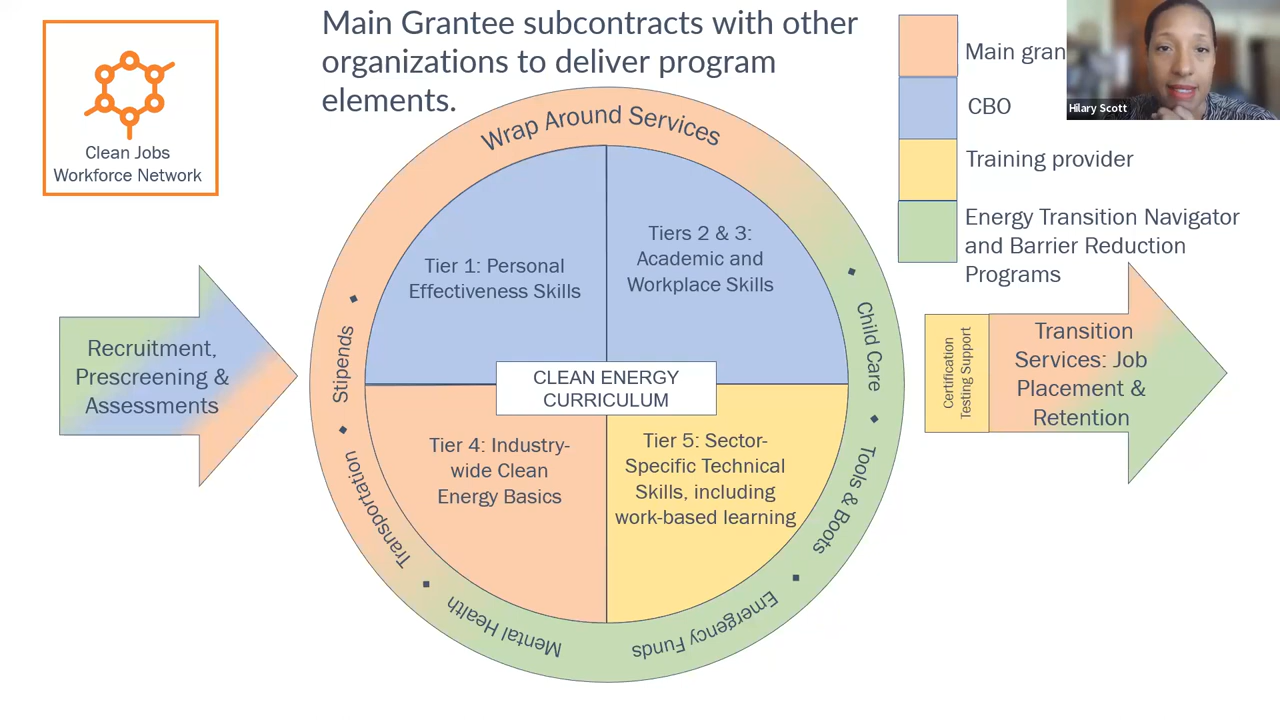 Main Grantee subcontracts with other
organizations to deliver program
elements.
Clean Jobs
Workforce Network
Main gran
CBO
Training provider
Energy Transition Navigator
and Barrier Reduction
Programs
Hilary Scott
Recruitment,
Prescreening &
Assessments
Wrap Around Services
Stipends
Transportation
Mental Health
Emergency Funds
Tools & Boots
Child Care
Tier 1: Personal
Effectiveness Skills
Tiers 2 & 3:
Academic and
Workplace Skills
CLEAN ENERGY
CURRICULUM
Tier 4: Industry-
wide Clean
Energy Basics
Tier 5: Sector-
Specific Technical
Skills, including
work-based learning
Certification
Testing Support
Transition
Services: Job
Placement &
Retention